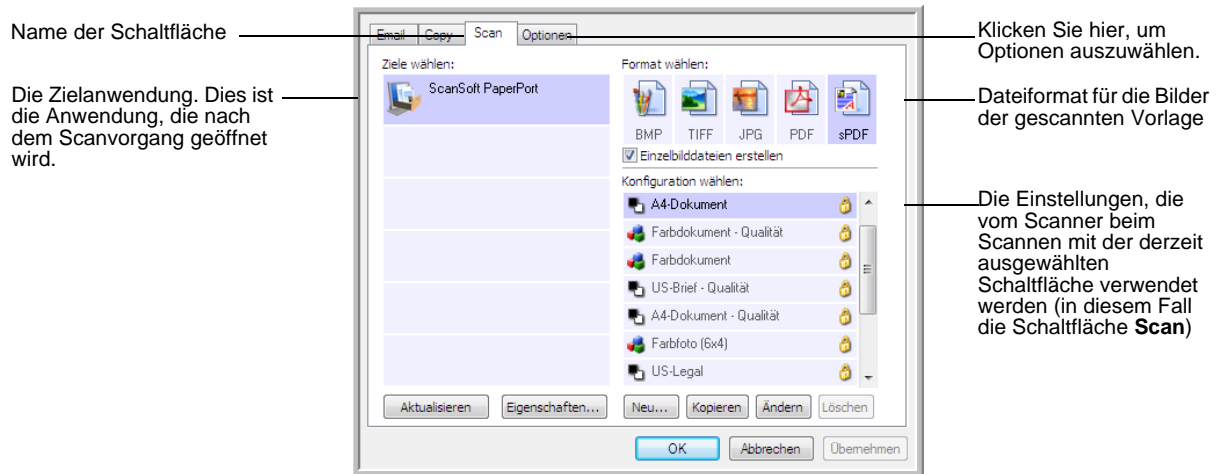 Name der Schaltfläche
Die Zielanwendung. Dies ist
die Anwendung, die nach
dem Scanvorgang geöffnet
wird.
Email Copy Scan Optionen
Ziele wählen:
ScanSoft PaperPort
Format wählen:
BMP TIFF JPG PDF sPDF
Einzelbilddateien erstellen
Konfiguration wählen:
A4-Dokument
Farbdokument - Qualität
Farbdokument
US-Brief - Qualität
A4-Dokument - Qualität
Farbfoto (6x4)
US-Legal
Aktualisieren Eigenschaften... Neu... Kopieren Ändern Löschen
OK Abbrechen Übernehmen
Klicken Sie hier, um
Optionen auszuwählen.
Dateiformat für die Bilder
der gescannten Vorlage
Die Einstellungen, die
vom Scanner beim
Scannen mit der derzeit
ausgewählten
Schaltfläche verwendet
werden (in diesem Fall
die Schaltfläche Scan)